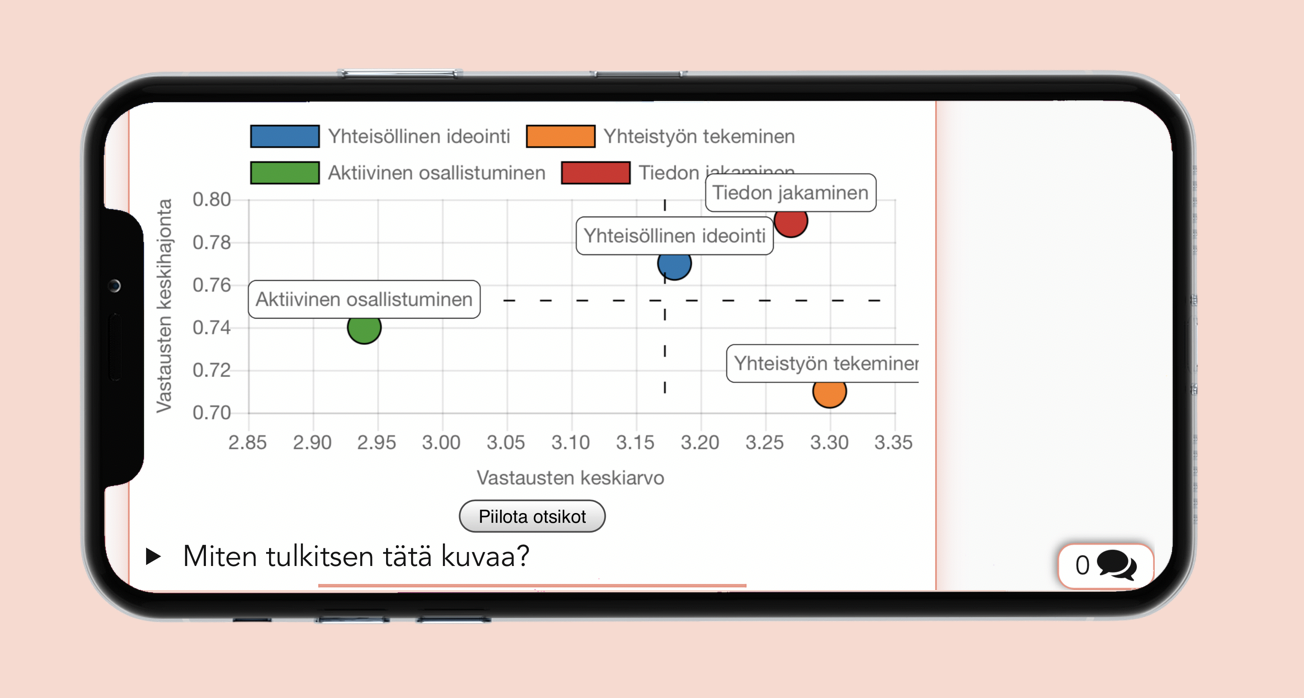 Yhteisöllinen ideointi Yhteistyön tekeminen
Aktiivinen osallistuminen Tiedon jakaminen
Tiedon jakaminen
Yhteisöllinen ideointi
Aktiivinen osallistuminen
Yhteistyön tekeminen
Vastausten keskihajonta
0.80
0.78
0.76
0.74
0.72
0.70
2.85 2.90 2.95 3.00 3.05 3.10 3.15 3.20 3.25 3.30 3.35
Vastausten keskiarvo
Piilota otsikot
Miten tulkitsen tätä kuvaa?
0